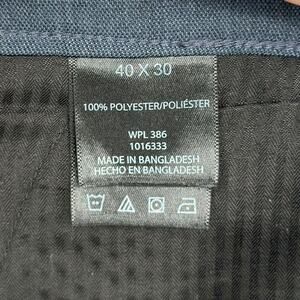 40 X 30
100% POLYESTER/POLIÉSTER
WPL 386
1016333
MADE IN BANGLADESH
HECHO EN BANGLADESH